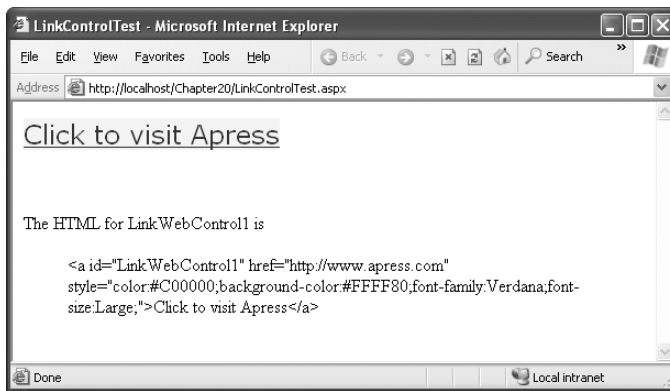 LinkControlTest - Microsoft Internet Explorer
File Edit View Favorites Tools Help Back Search »
Address http://localhost/Chapter20/LinkControlTest.aspx
Click to visit Apress
The HTML for LinkWebControl1 is
<a id="LinkWebControl1" href="http://www.apress.com"
style="color:#C00000;background-color:#FFFF80;font-family:Verdana;font-
size:Large;">Click to visit Apress</a>
Done Local intranet